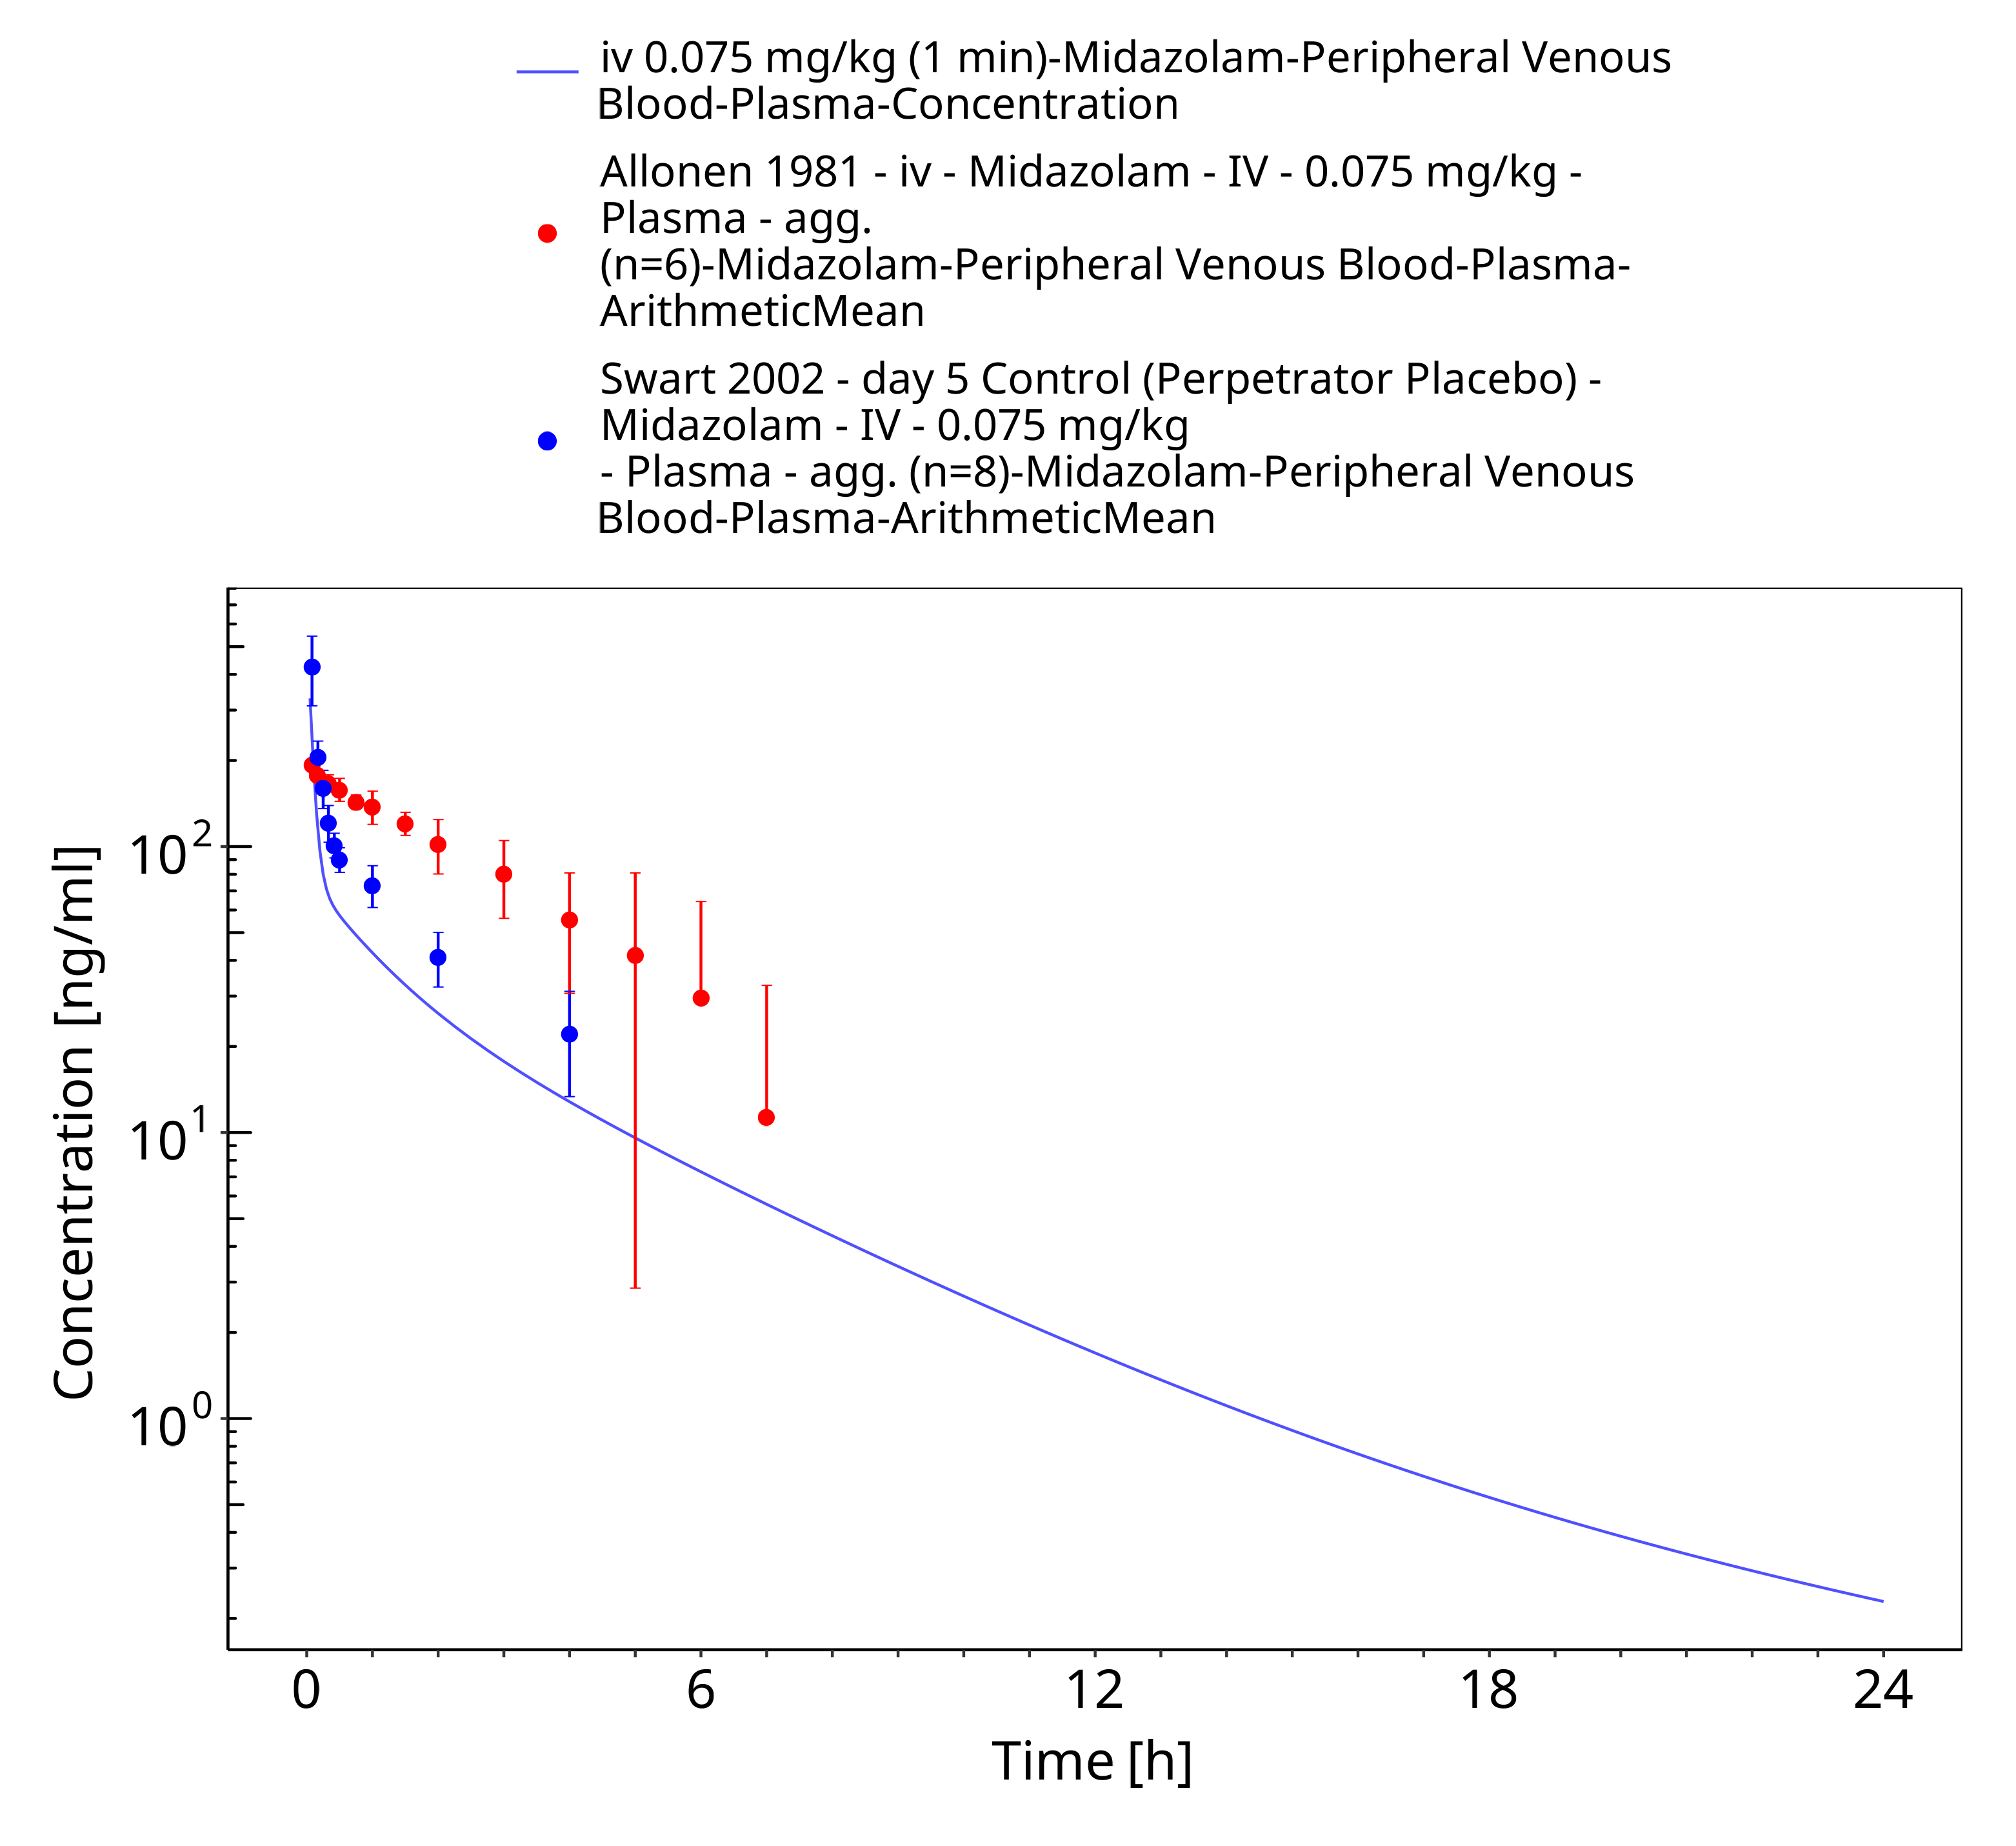 iv 0.075 mg/kg (1 min)-Midazolam-Peripheral Venous
Blood-Plasma-Concentration
Allonen 1981 - iv - Midazolam - IV - 0.075 mg/kg -
Plasma - agg.
(n=6)-Midazolam-Peripheral Venous Blood-Plasma-
ArithmeticMean
Swart 2002 - day 5 Control (Perpetrator Placebo) -
Midazolam - IV - 0.075 mg/kg
- Plasma - agg. (n=8)-Midazolam-Peripheral Venous
Blood-Plasma-ArithmeticMean
Concentration [ng/ml]
10²
10¹
10⁰
0 6 12 18 24
Time [h]